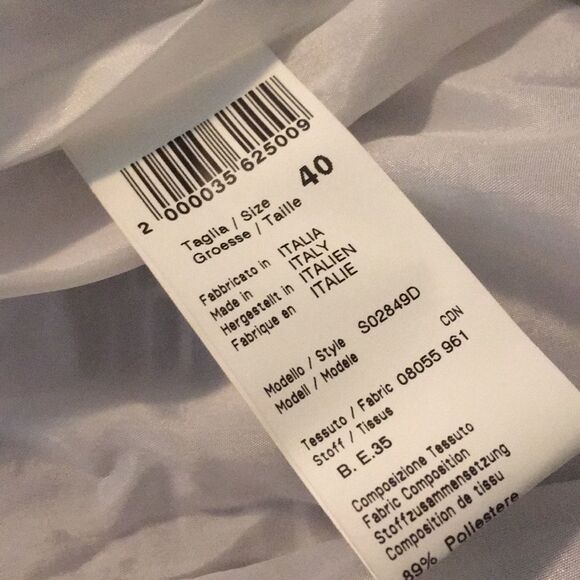 2 000035 625009
Taglia / Size 40
Groesse / Taille
Fabbricato in ITALIA
Made in ITALY
Hergestellt in ITALIEN
Fabrique en ITALIE
Modello / Style S02849D
Modell / Modele
CDN
Tessuto / Fabric 08055 961
Stoff / Tissus
B. E.35
Composizione Tessuto
Fabric Composition
Stoffzusammensetzung
Composition de tissu
89% Poliestere